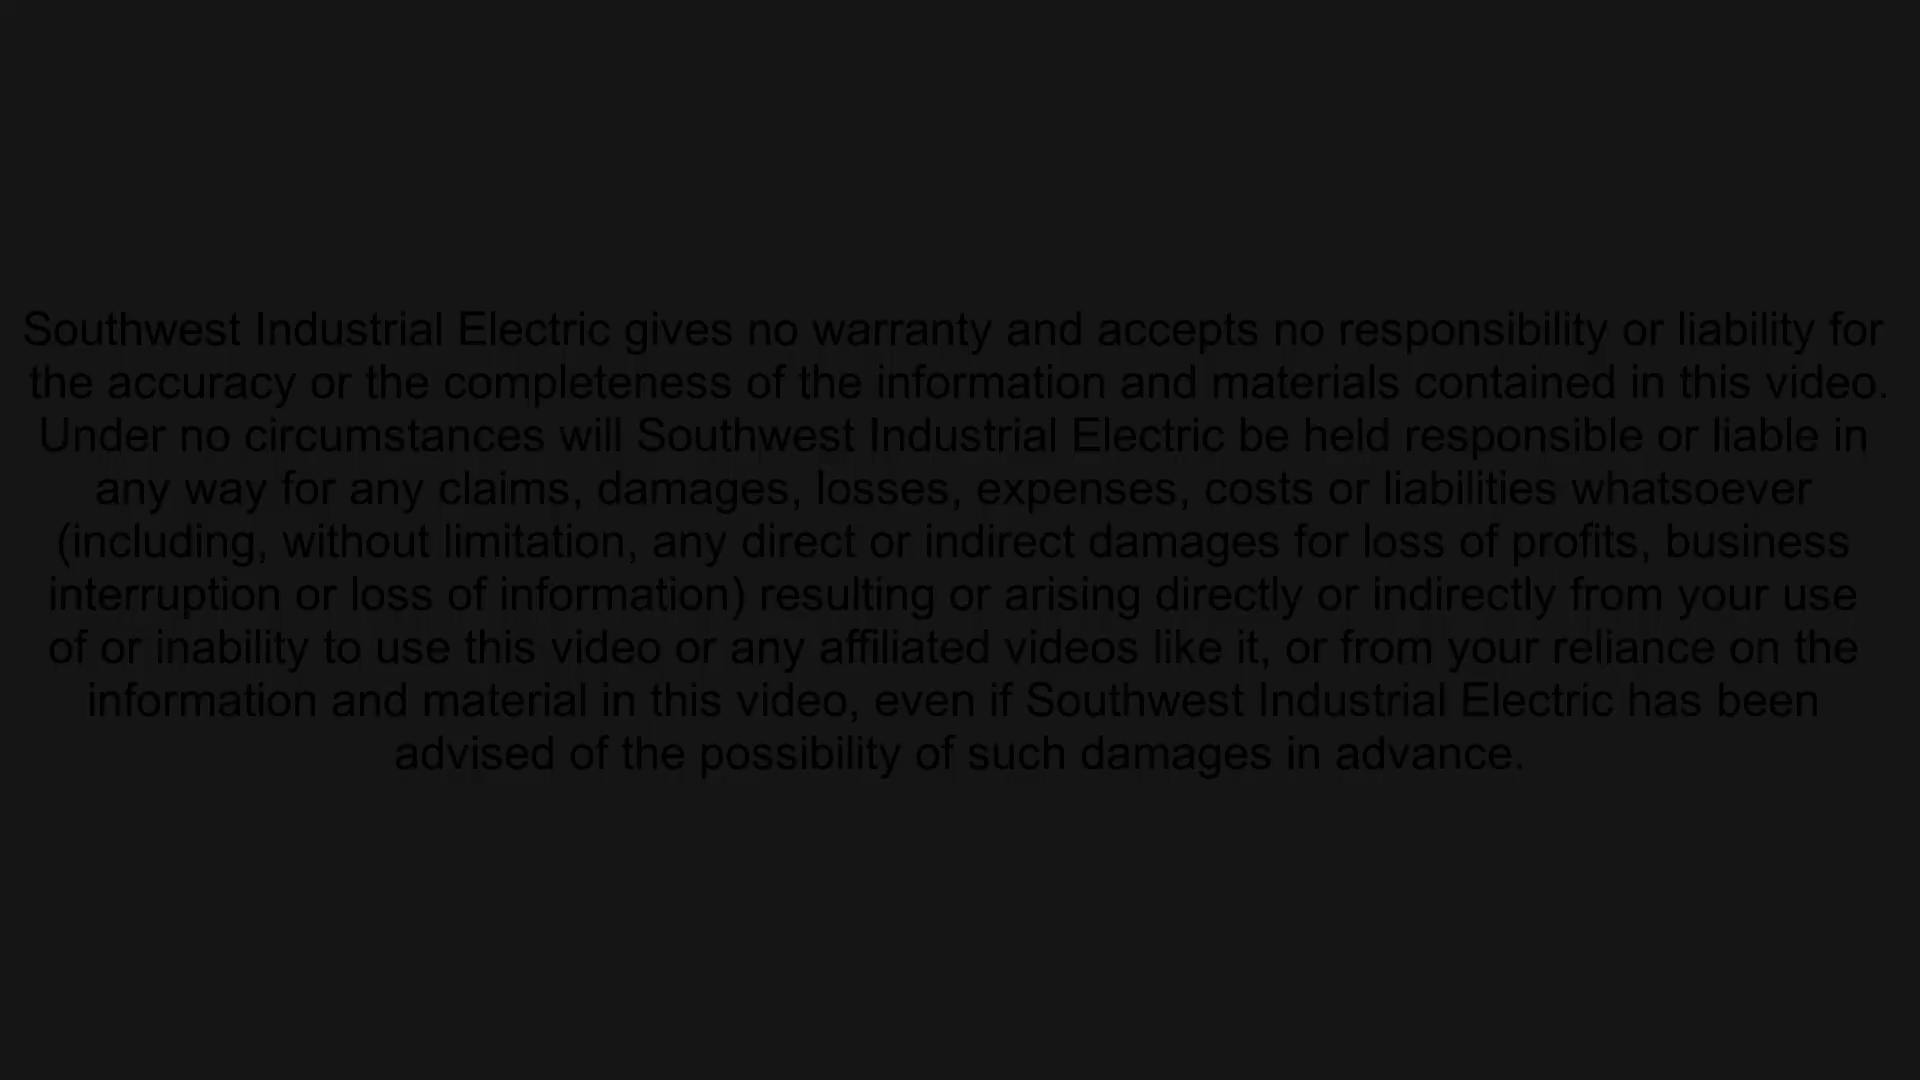 Southwest Industrial Electric gives no warranty and accepts no responsibility or liability for
the accuracy or the completeness of the information and materials contained in this video.
Under no circumstances will Southwest Industrial Electric be held responsible or liable in
any way for any claims, damages, losses, expenses, costs or liabilities whatsoever
(including, without limitation, any direct or indirect damages for loss of profits, business
interruption or loss of information) resulting or arising directly or indirectly from your use
of or inability to use this video or any affiliated videos like it, or from your reliance on the
information and material in this video, even if Southwest Industrial Electric has been
advised of the possibility of such damages in advance.